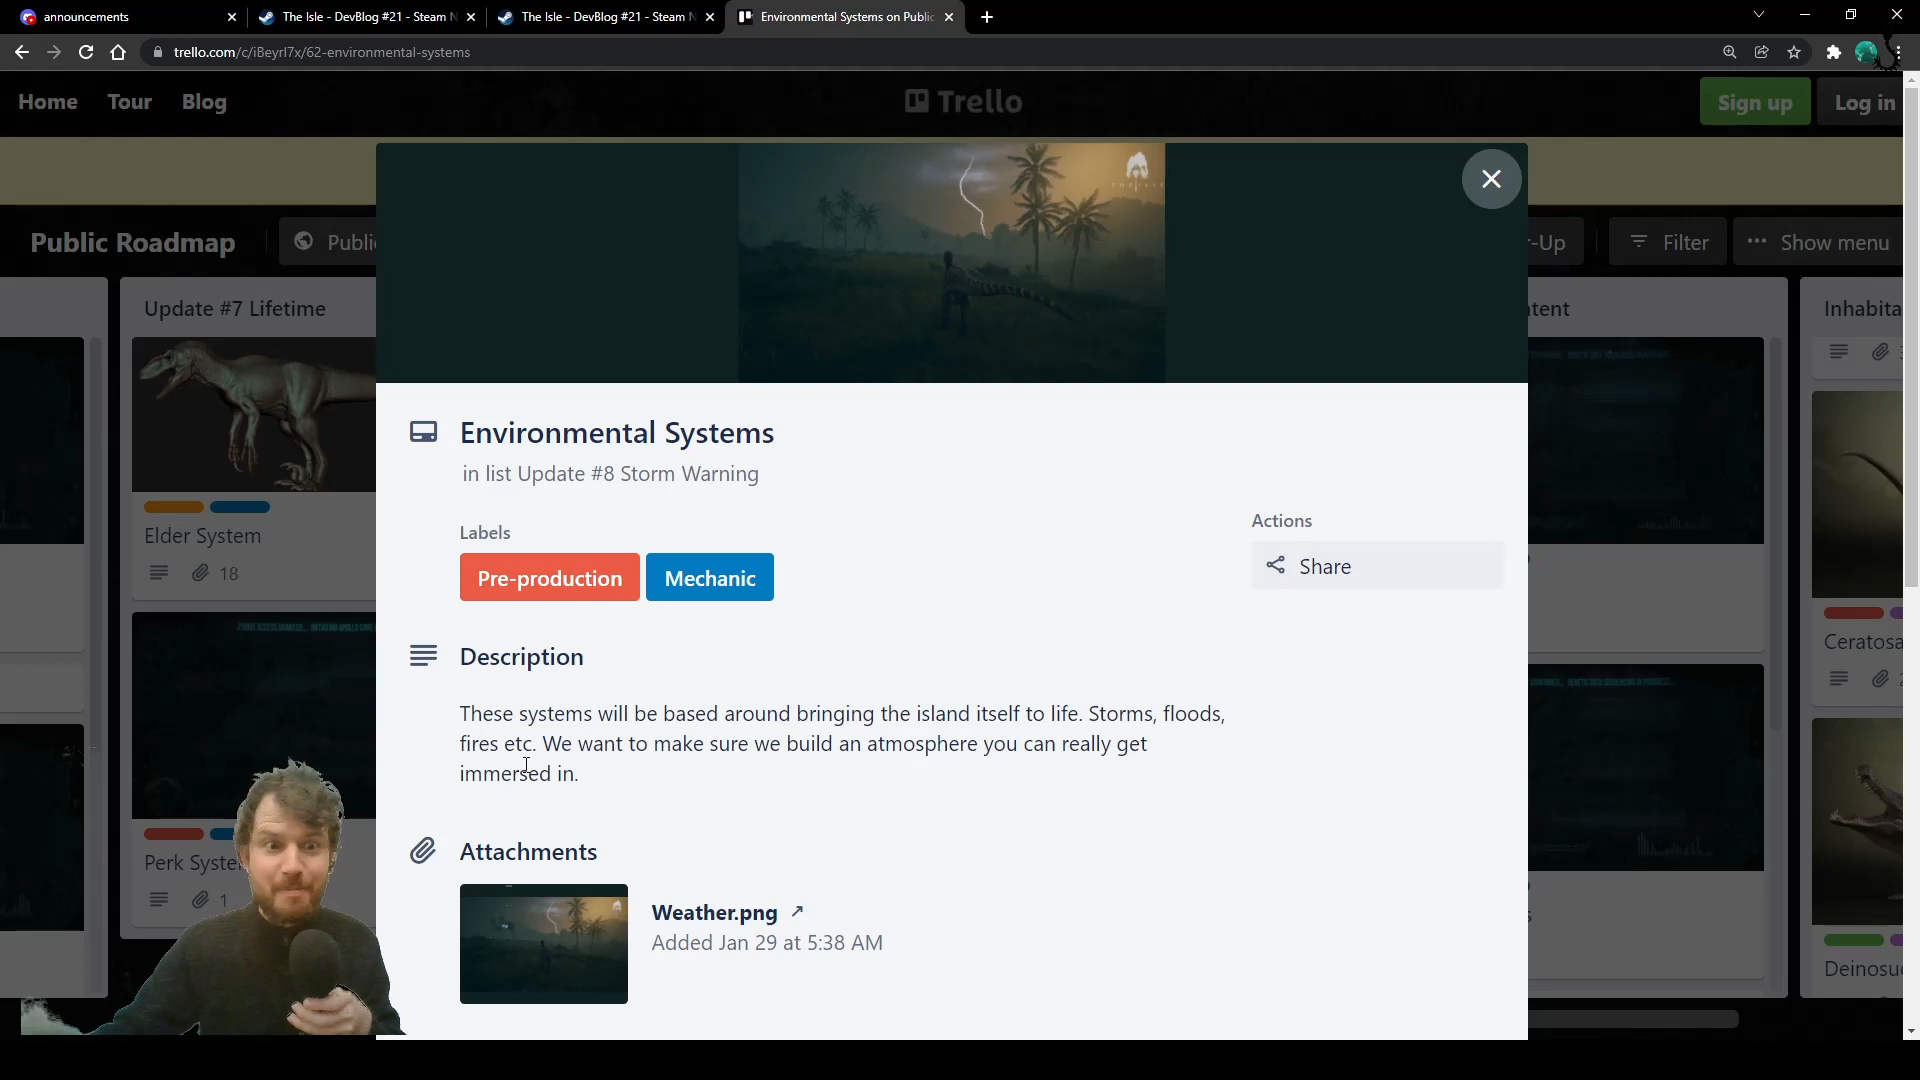 announcements
The Isle - DevBlog #21 - Steam N
The Isle - DevBlog #21 - Steam N
Environmental Systems on Public
trello.com/c/iBeyrl7x/62-environmental-systems
Home
Tour
Blog
Trello
Sign up
Log in
Public Roadmap
Publi
-Up
Filter
Show menu
Update #7 Lifetime
Elder System
18
Perk Syste
1
Environmental Systems
in list Update #8 Storm Warning
Labels
Pre-production
Mechanic
Actions
Share
Description
These systems will be based around bringing the island itself to life. Storms, floods,
fires etc. We want to make sure we build an atmosphere you can really get
immersed in.
Attachments
Weather.png
Added Jan 29 at 5:38 AM
tent
Inhabita
Ceratosa
Deinosu